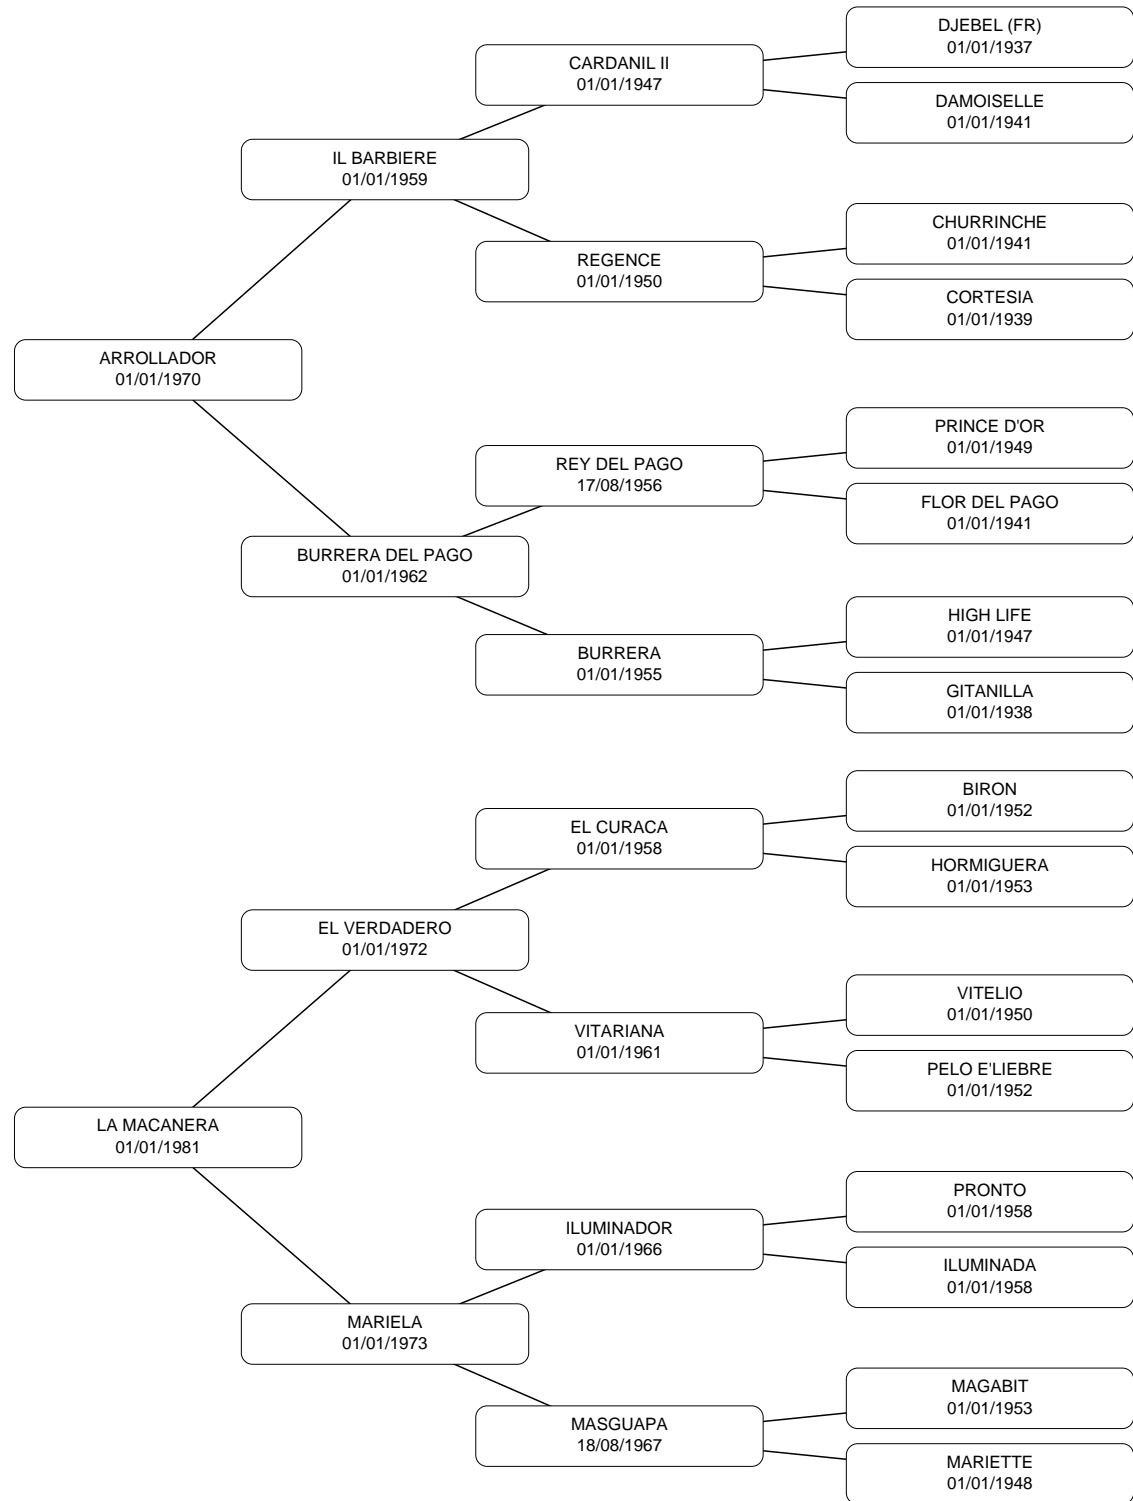 DJEBEL (FR)
01/01/1937
CARDANIL II
01/01/1947
DAMOISELLE
01/01/1941
IL BARBIERE
01/01/1959
CHURRINCHE
01/01/1941
REGENCE
01/01/1950
CORTESIA
01/01/1939
ARROLLADOR
01/01/1970
PRINCE D'OR
01/01/1949
REY DEL PAGO
17/08/1956
FLOR DEL PAGO
01/01/1941
BURRERA DEL PAGO
01/01/1962
HIGH LIFE
01/01/1947
BURRERA
01/01/1955
GITANILLA
01/01/1938
BIRON
01/01/1952
EL CURACA
01/01/1958
HORMIGUERA
01/01/1953
EL VERDADERO
01/01/1972
VITELIO
01/01/1950
VITARIANA
01/01/1961
PELO E'LIEBRE
01/01/1952
LA MACANERA
01/01/1981
PRONTO
01/01/1958
ILUMINADOR
01/01/1966
ILUMINADA
01/01/1958
MARIELA
01/01/1973
MAGABIT
01/01/1953
MASGUAPA
18/08/1967
MARIETTE
01/01/1948